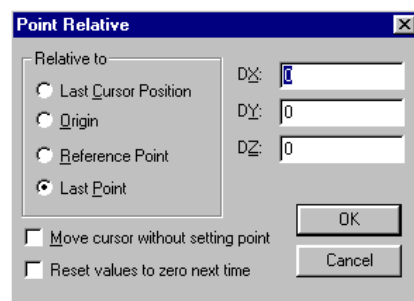 Point Relative
Relative to
Last Cursor Position
Origin
Reference Point
Last Point
DX: 0
DY: 0
DZ: 0
Move cursor without setting point
Reset values to zero next time
OK
Cancel